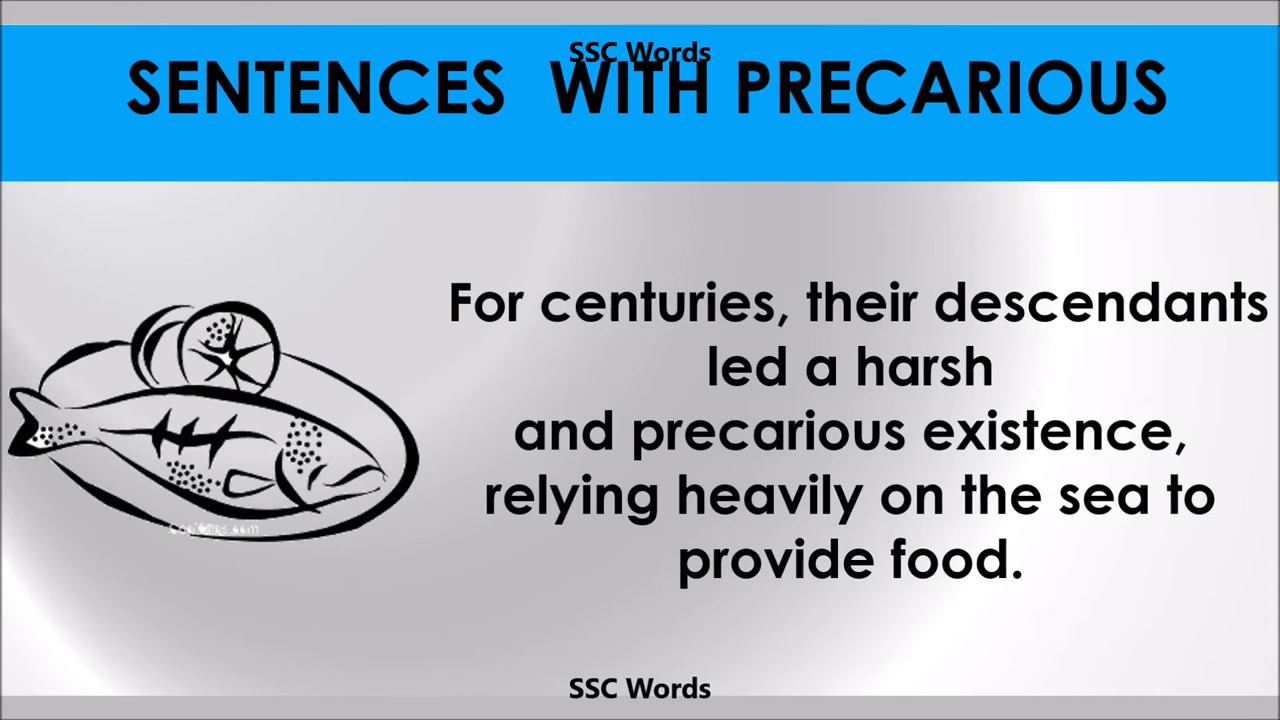 SSC Words
SENTENCES WITH PRECARIOUS
For centuries, their descendants
led a harsh
and precarious existence,
relying heavily on the sea to
provide food.
SSC Words